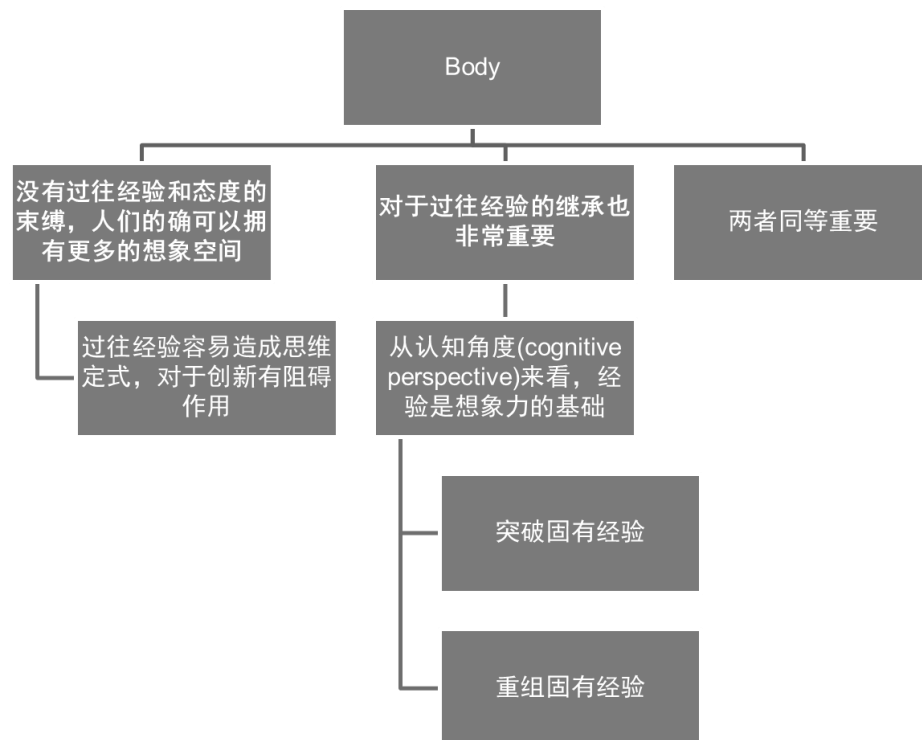 Body
没有过往经验和态度的
束缚，人们的确可以拥
有更多的想象空间
对于过往经验的继承也
非常重要
两者同等重要
过往经验容易造成思维
定式，对于创新有阻碍
作用
从认知角度(cognitive
perspective)来看，经
验是想象力的基础
突破固有经验
重组固有经验